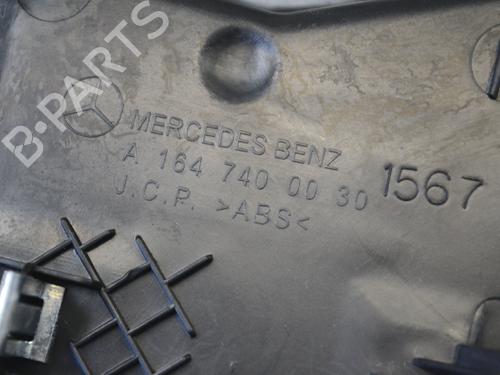 B-PARTS
MERCEDES BENZ
A 164 740 00 30 1567
J.C.P. >ABS<